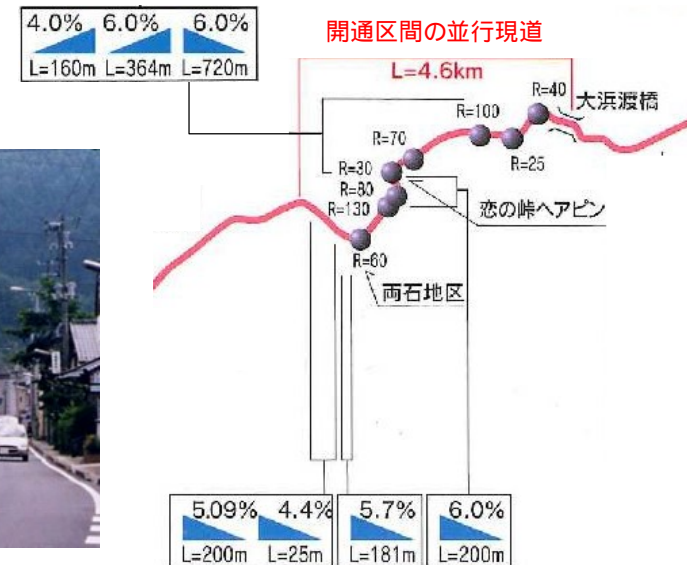 4.0% 6.0% 6.0%
L=160m L=364m L=720m
開通区間の並行現道
L=4.6km
R=40
大浜渡橋
R=100
R=70
R=25
R=30
R=80
恋の峠ヘアピン
R=130
R=60
両石地区
5.09% 4.4% 5.7% 6.0%
L=200m L=25m L=181m L=200m